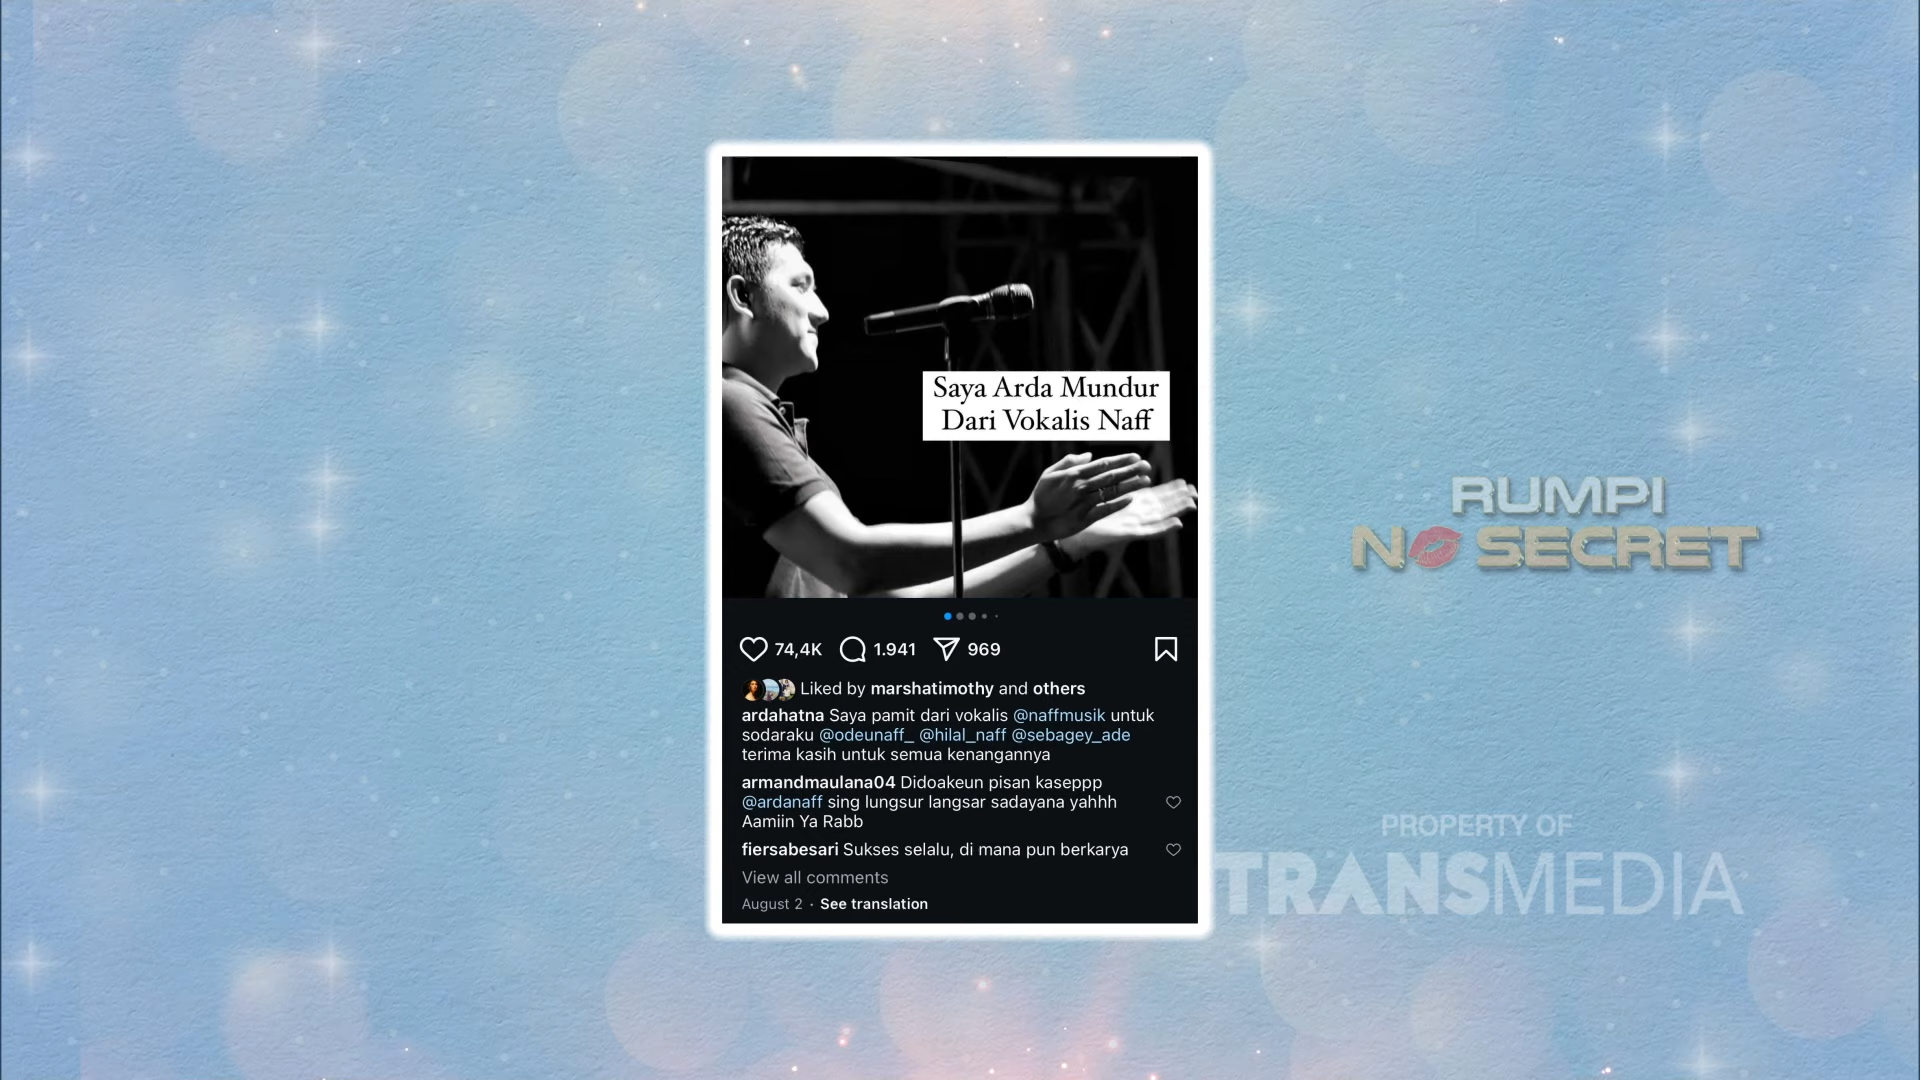 Saya Arda Mundur
Dari Vokalis Naff
74,4K 1.941 969
Liked by marshatimothy and others
ardahatna Saya pamit dari vokalis @naffmusik untuk
sodaraku @odeunaff_ @hilal_naff @sebagey_ade
terima kasih untuk semua kenangannya
armandmaulana04 Didoakeun pisan kaseppp
@ardanaff sing lungsur langsar sadayana yahhh
Aamiin Ya Rabb
fiersabesari Sukses selalu, di mana pun berkarya
View all comments
August 2 · See translation
RUMPI
NO SECRET
PROPERTY OF
TRANSMEDIA